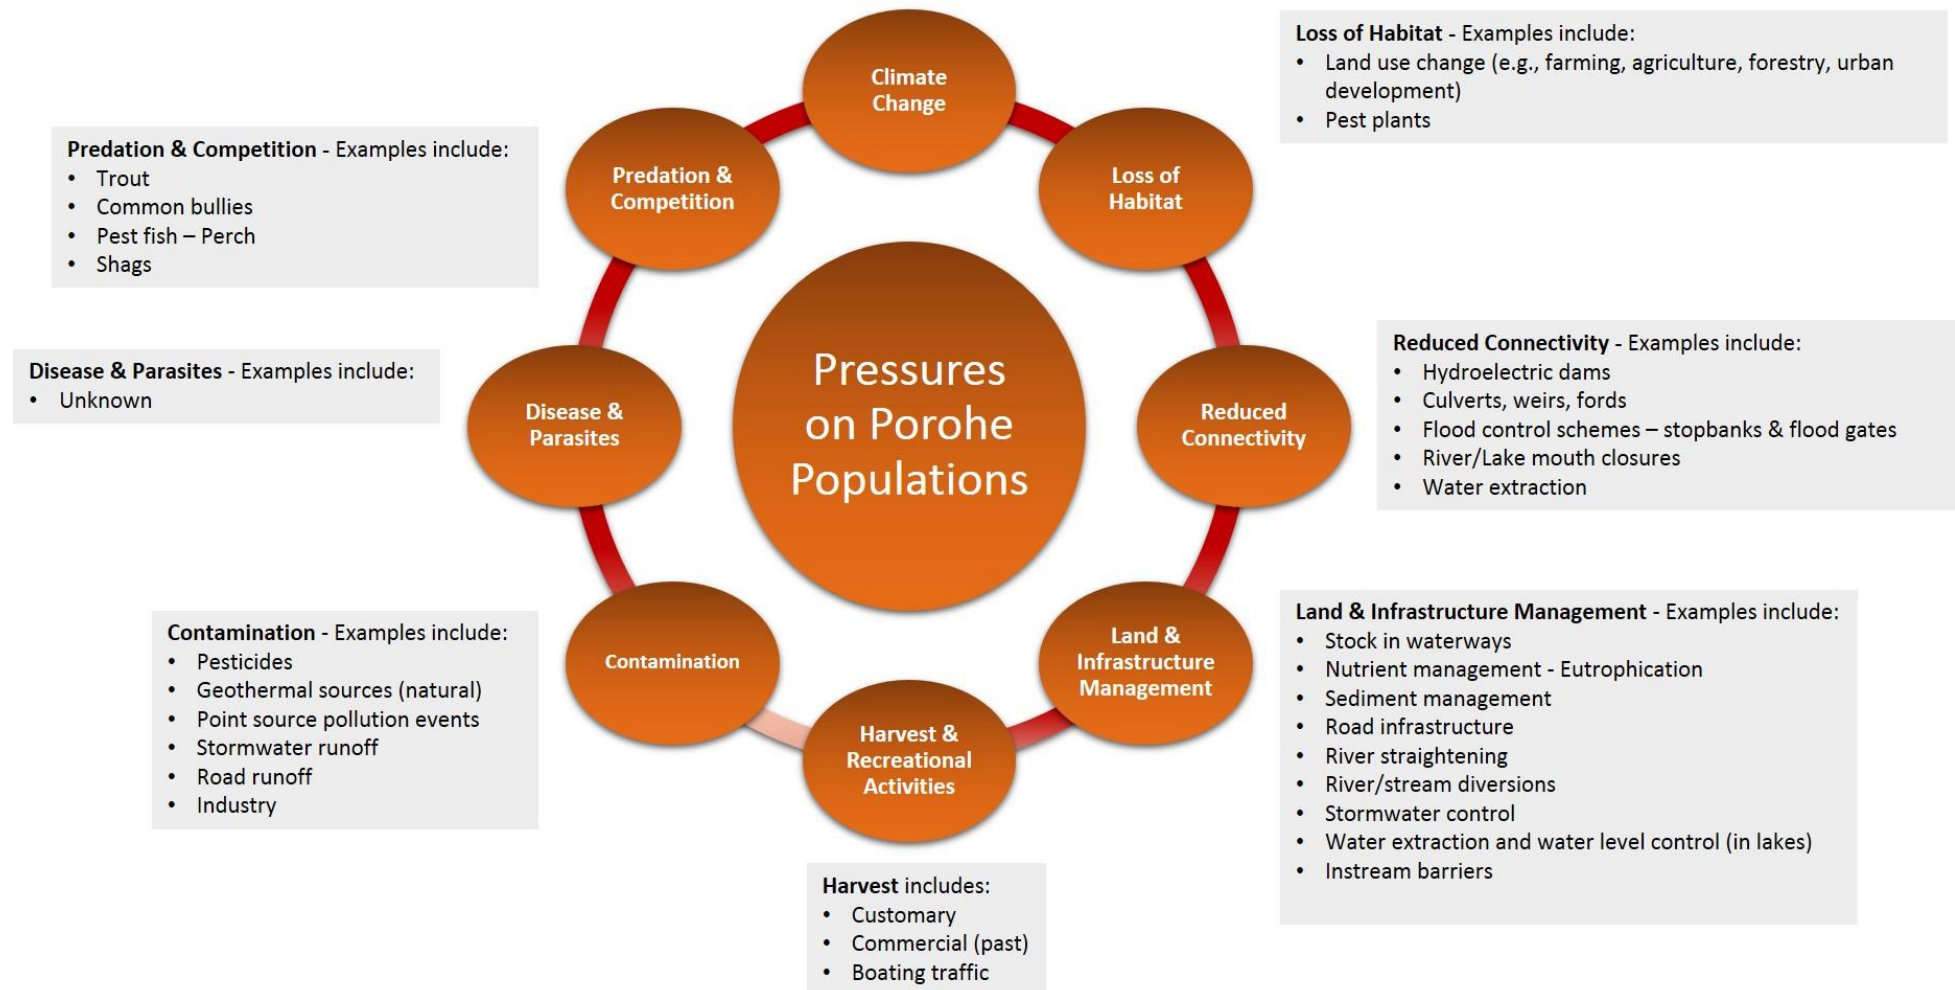 Climate
Change
Loss of
Habitat
Reduced
Connectivity
Land &
Infrastructure
Management
Harvest &
Recreational
Activities
Contamination
Disease &
Parasites
Predation &
Competition
Pressures
on Porohe
Populations
Loss of Habitat - Examples include:
• Land use change (e.g., farming, agriculture, forestry, urban
development)
• Pest plants
Reduced Connectivity - Examples include:
• Hydroelectric dams
• Culverts, weirs, fords
• Flood control schemes – stopbanks & flood gates
• River/Lake mouth closures
• Water extraction
Land & Infrastructure Management - Examples include:
• Stock in waterways
• Nutrient management - Eutrophication
• Sediment management
• Road infrastructure
• River straightening
• River/stream diversions
• Stormwater control
• Water extraction and water level control (in lakes)
• Instream barriers
Harvest includes:
• Customary
• Commercial (past)
• Boating traffic
Contamination - Examples include:
• Pesticides
• Geothermal sources (natural)
• Point source pollution events
• Stormwater runoff
• Road runoff
• Industry
Disease & Parasites - Examples include:
• Unknown
Predation & Competition - Examples include:
• Trout
• Common bullies
• Pest fish – Perch
• Shags